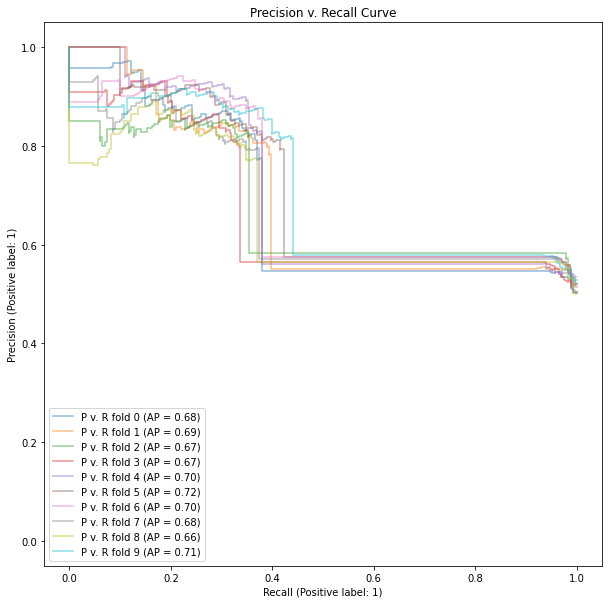 Precision v. Recall Curve
Precision (Positive label: 1)
1.0
0.8
0.6
0.4
0.2
0.0
P v. R fold 0 (AP = 0.68)
P v. R fold 1 (AP = 0.69)
P v. R fold 2 (AP = 0.67)
P v. R fold 3 (AP = 0.67)
P v. R fold 4 (AP = 0.70)
P v. R fold 5 (AP = 0.72)
P v. R fold 6 (AP = 0.70)
P v. R fold 7 (AP = 0.68)
P v. R fold 8 (AP = 0.66)
P v. R fold 9 (AP = 0.71)
0.0 0.2 0.4 0.6 0.8 1.0
Recall (Positive label: 1)